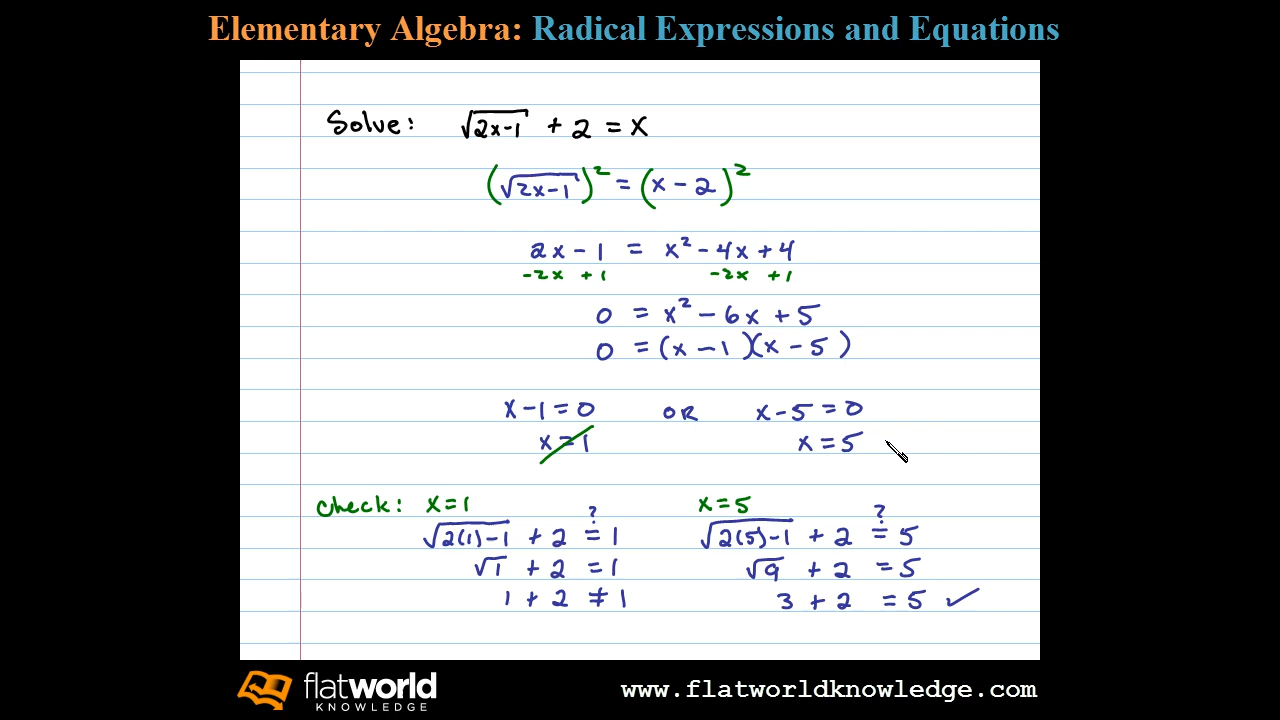 Elementary Algebra: Radical Expressions and Equations
Solve: √(2x-1) + 2 = x
(√(2x-1))² = (x - 2)²
2x - 1 = x² - 4x + 4
-2x +1 -2x +1
0 = x² - 6x + 5
0 = (x - 1)(x - 5)
x - 1 = 0 OR x - 5 = 0
x = 1 x = 5
Check: x = 1 x = 5
√(2(1)-1) + 2 ≟ 1 √(2(5)-1) + 2 ≟ 5
√1 + 2 = 1 √9 + 2 = 5
1 + 2 ≠ 1 3 + 2 = 5 ✓
flatworld KNOWLEDGE www.flatworldknowledge.com